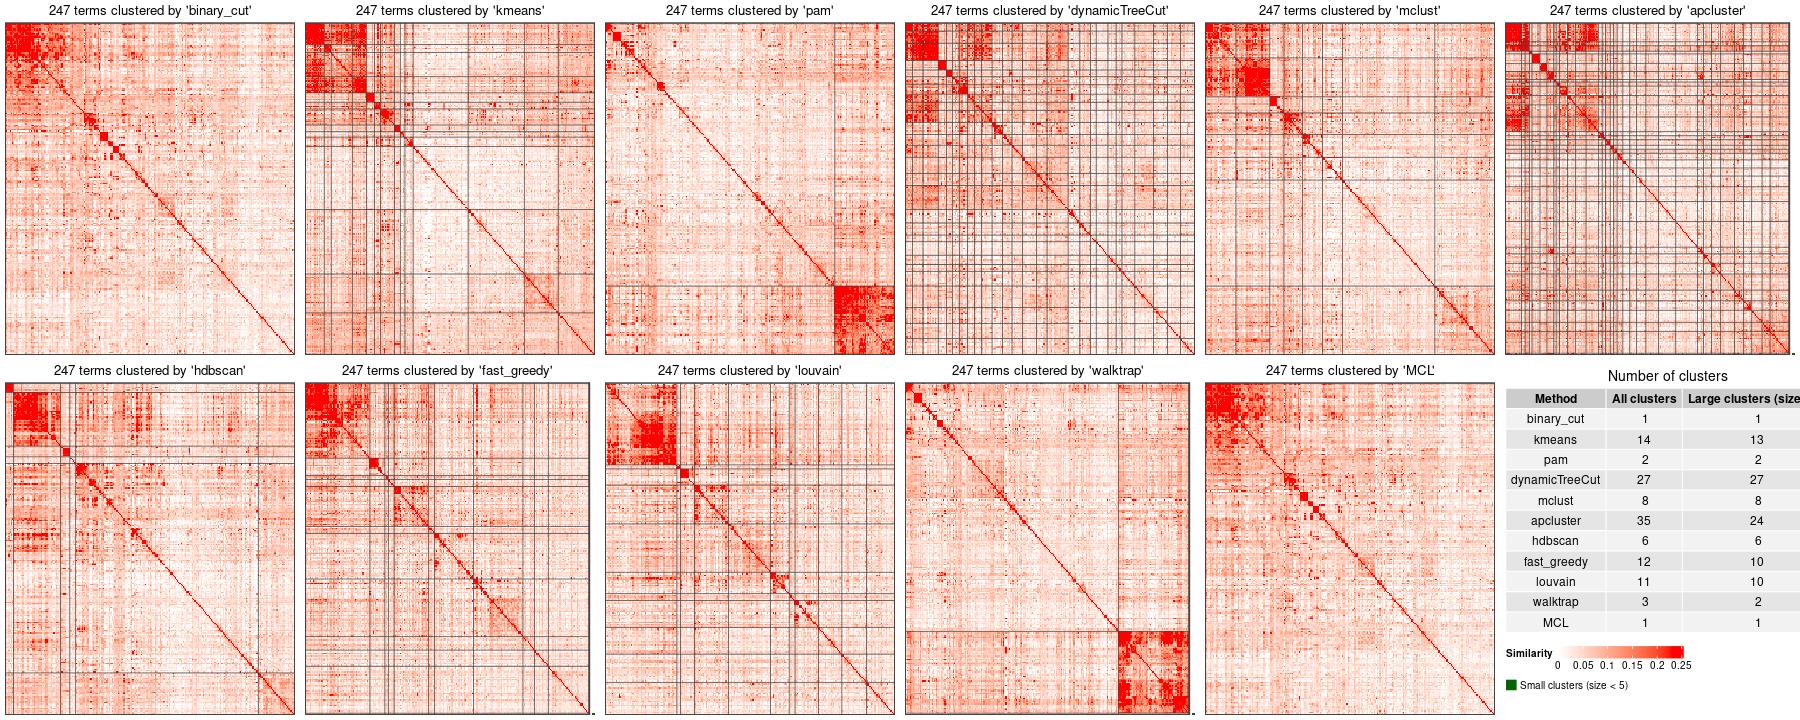 247 terms clustered by 'binary_cut'
247 terms clustered by 'kmeans'
247 terms clustered by 'pam'
247 terms clustered by 'dynamicTreeCut'
247 terms clustered by 'mclust'
247 terms clustered by 'apcluster'
247 terms clustered by 'hdbscan'
247 terms clustered by 'fast_greedy'
247 terms clustered by 'louvain'
247 terms clustered by 'walktrap'
247 terms clustered by 'MCL'
Number of clusters
Method All clusters Large clusters (size
binary_cut 1 1
kmeans 14 13
pam 2 2
dynamicTreeCut 27 27
mclust 8 8
apcluster 35 24
hdbscan 6 6
fast_greedy 12 10
louvain 11 10
walktrap 3 2
MCL 1 1
Similarity
0 0.05 0.1 0.15 0.2 0.25
Small clusters (size < 5)